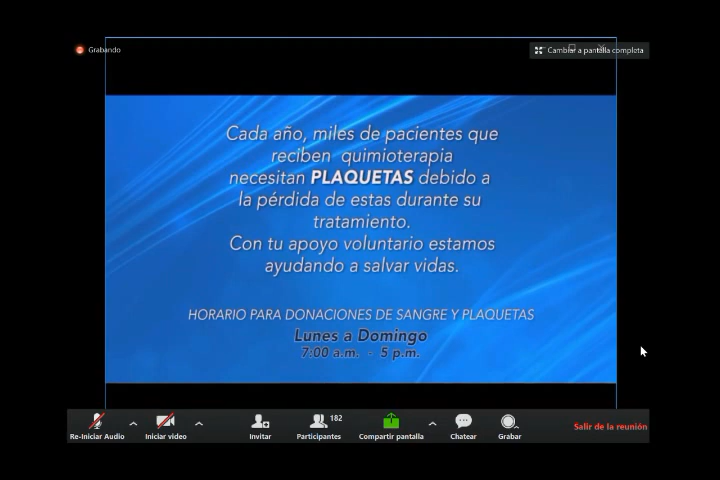 Grabando
Cambiar a pantalla completa
Cada año, miles de pacientes que
reciben quimioterapia
necesitan PLAQUETAS debido a
la pérdida de estas durante su
tratamiento.
Con tu apoyo voluntario estamos
ayudando a salvar vidas.
HORARIO PARA DONACIONES DE SANGRE Y PLAQUETAS
Lunes a Domingo
7:00 a.m. - 5 p.m.
182
Re-Iniciar Audio
Iniciar video
Invitar
Participantes
Compartir pantalla
Chatear
Grabar
Salir de la reunión